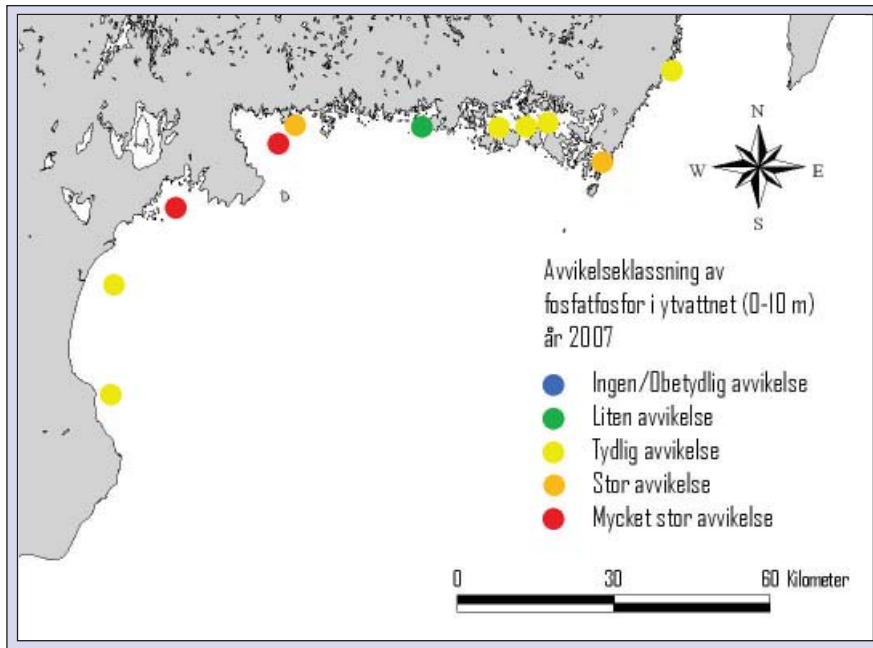 N
W E
S
Avvikelseklassning av
fosfatfosfor i ytvattnet (0-10 m)
år 2007
Ingen/Obetydlig avvikelse
Liten avvikelse
Tydlig avvikelse
Stor avvikelse
Mycket stor avvikelse
0 30 60 Kilometer